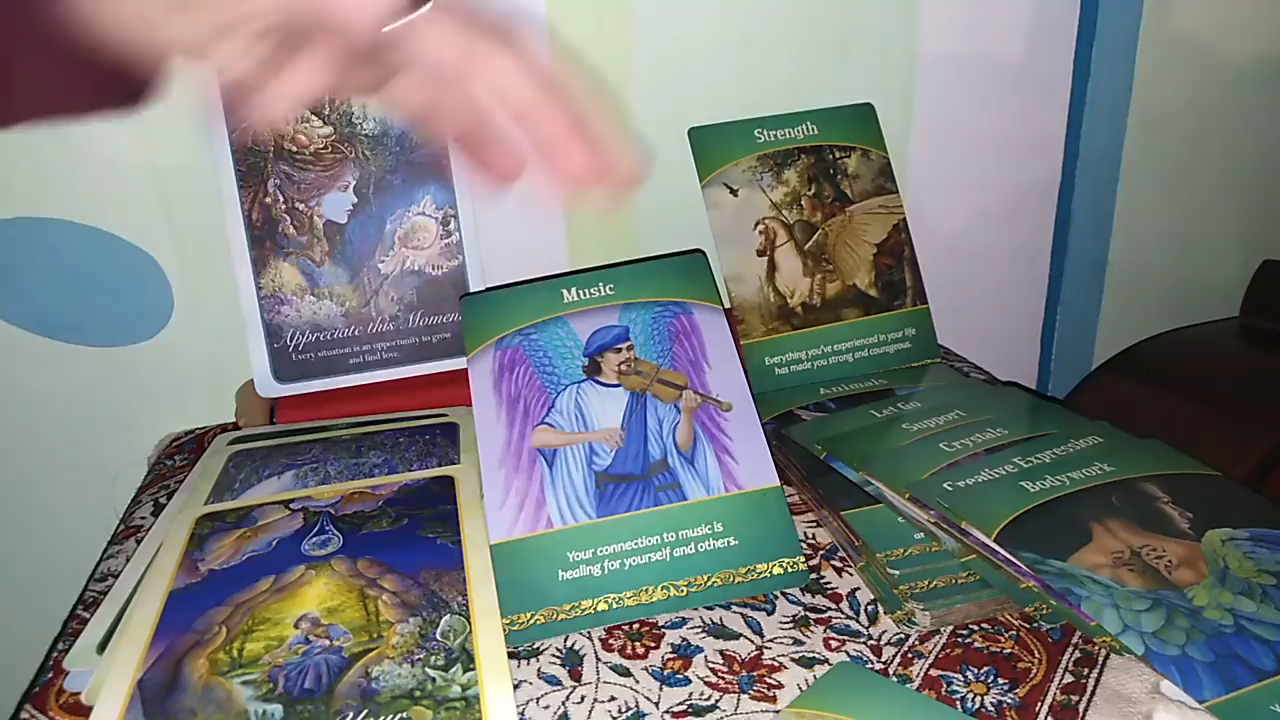 Appreciate this Momen
Every situation is an opportunity to grow
and find love.
Music
Your connection to music is
healing for yourself and others.
Strength
Everything you've experienced in your life
has made you strong and courageous.
Animals
Let Go
Support
Crystals
Creative Expression
Bodywork
Your